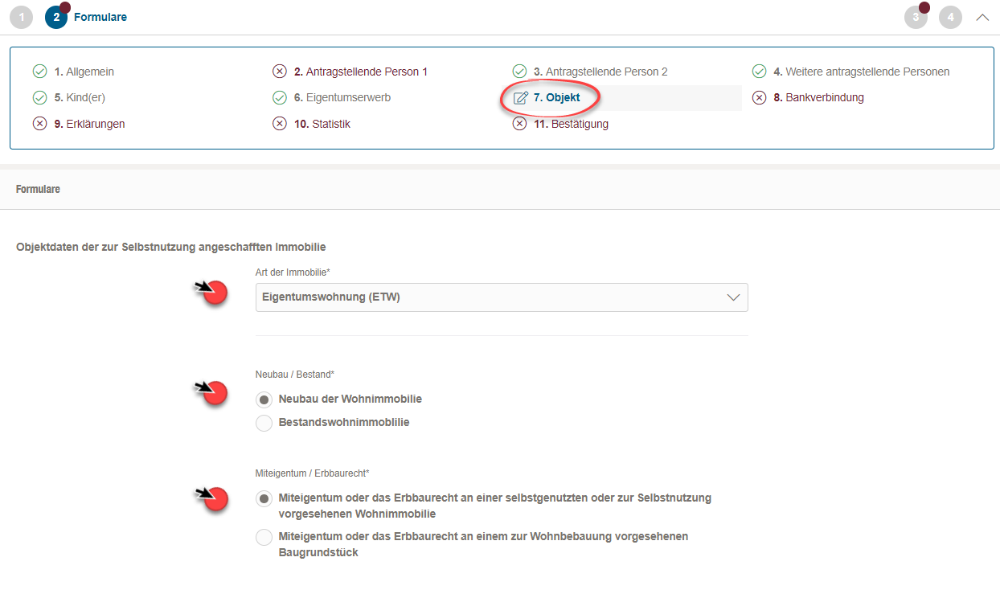 1 2 Formulare 3 4
1. Allgemein 2. Antragstellende Person 1 3. Antragstellende Person 2 4. Weitere antragstellende Personen
5. Kind(er) 6. Eigentumserwerb 7. Objekt 8. Bankverbindung
9. Erklärungen 10. Statistik 11. Bestätigung
Formulare
Objektdaten der zur Selbstnutzung angeschafften Immobilie
Art der Immobilie*
Eigentumswohnung (ETW)
Neubau / Bestand*
Neubau der Wohnimmobilie
Bestandswohnimmoblilie
Miteigentum / Erbbaurecht*
Miteigentum oder das Erbbaurecht an einer selbstgenutzten oder zur Selbstnutzung
vorgesehenen Wohnimmobilie
Miteigentum oder das Erbbaurecht an einem zur Wohnbebauung vorgesehenen
Baugrundstück